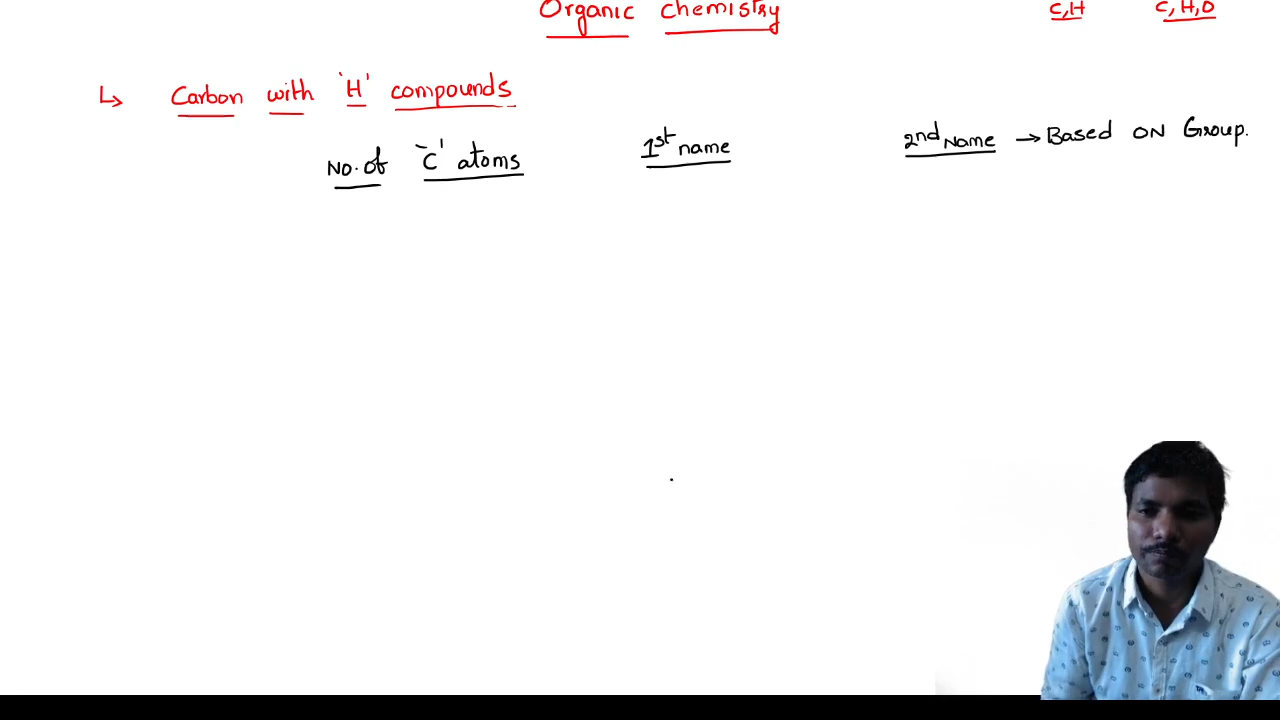 Organic chemistry
C,H C,H,O
↳ Carbon with 'H' compounds
No. of 'C' atoms 1st name 2nd Name → Based ON Group.